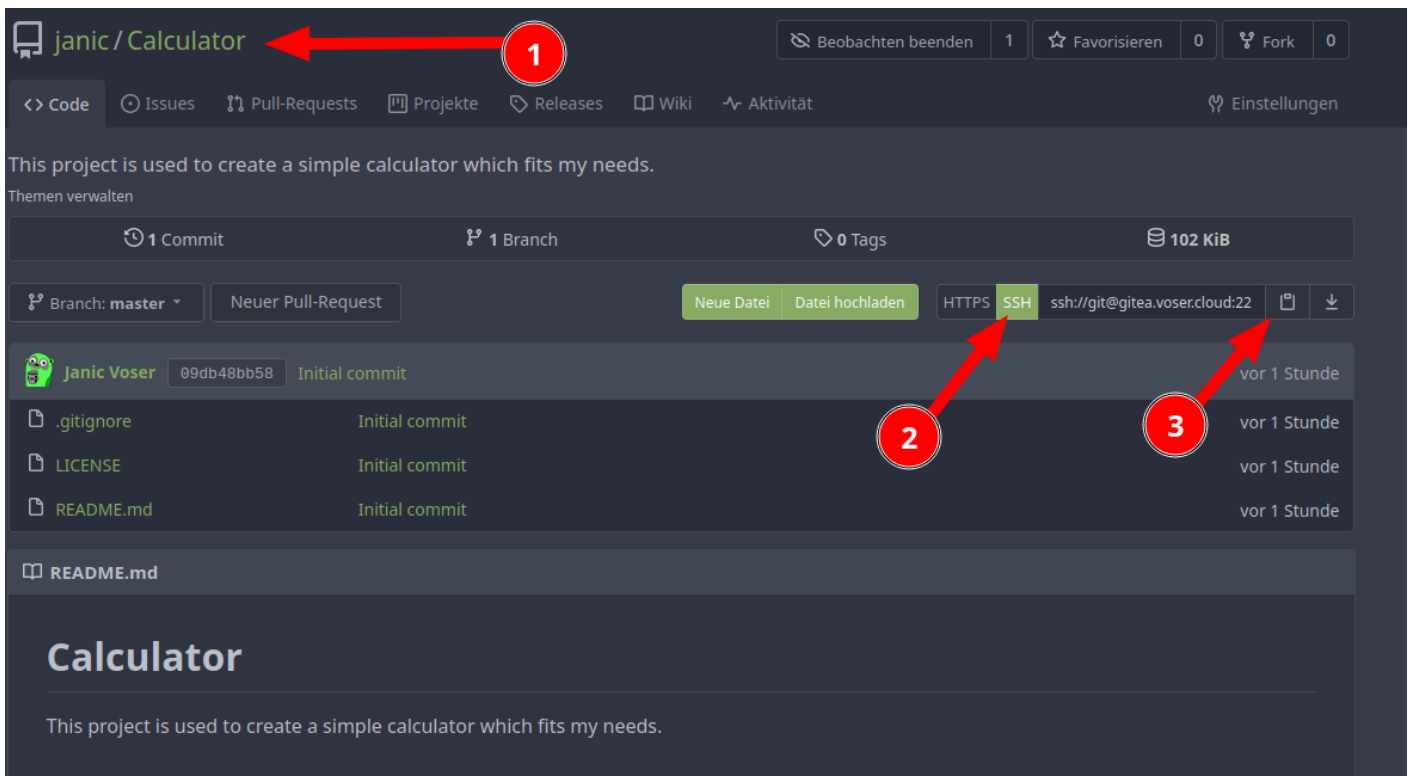 janic / Calculator
1
Beobachten beenden 1 Favorisieren 0 Fork 0
Code Issues Pull-Requests Projekte Releases Wiki Aktivität Einstellungen
This project is used to create a simple calculator which fits my needs.
Themen verwalten
1 Commit 1 Branch 0 Tags 102 KiB
Branch: master Neuer Pull-Request Neue Datei Datei hochladen HTTPS SSH ssh://git@gitea.voser.cloud:22
Janic Voser 09db48bb58 Initial commit vor 1 Stunde
.gitignore Initial commit vor 1 Stunde
2
3
LICENSE Initial commit vor 1 Stunde
README.md Initial commit vor 1 Stunde
README.md
Calculator
This project is used to create a simple calculator which fits my needs.